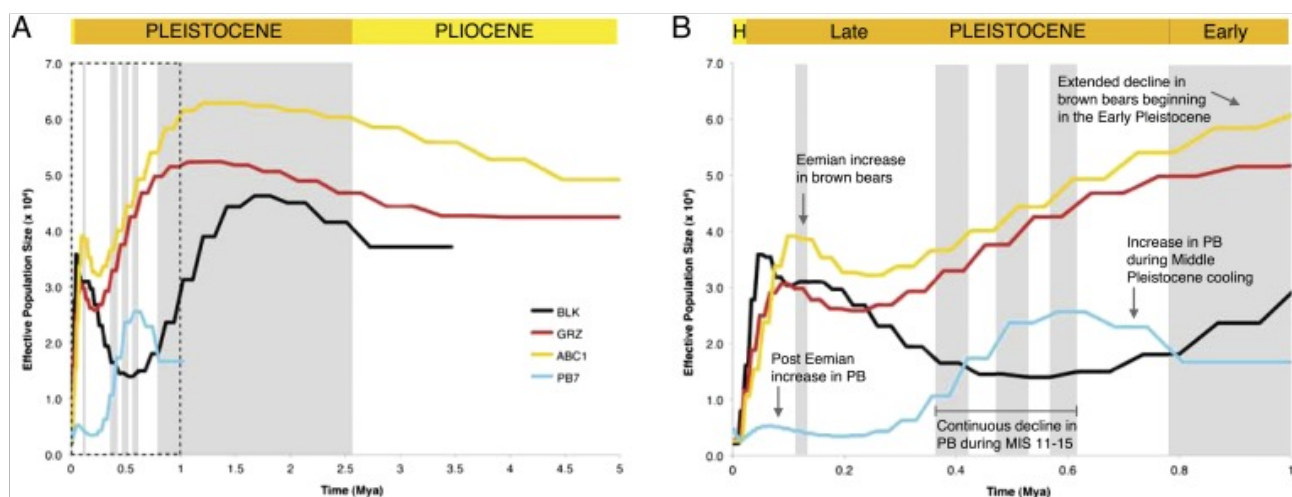 A
PLEISTOCENE
PLIOCENE
7.0
6.0
5.0
4.0
3.0
2.0
1.0
0.0
Effective Population Size (x 10⁴)
BLK
GRZ
ABC1
PB7
0 0.5 1 1.5 2 2.5 3 3.5 4 4.5 5
Time (Mya)
B
H Late PLEISTOCENE Early
7.0
6.0
5.0
4.0
3.0
2.0
1.0
0.0
Effective Population Size (x 10⁴)
Extended decline in
brown bears beginning
in the Early Pleistocene
Eemian increase
in brown bears
Increase in PB
during Middle
Pleistocene cooling
Post Eemian
increase in PB
Continuous decline in
PB during MIS 11-15
0 0.2 0.4 0.6 0.8 1
Time (Mya)